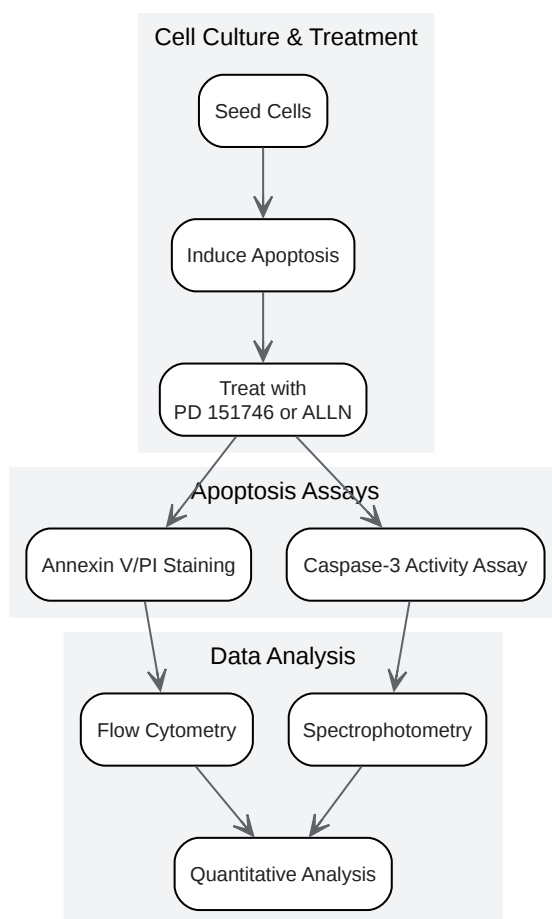 Cell Culture & Treatment
Seed Cells
Induce Apoptosis
Treat with
PD 151746 or ALLN
Apoptosis Assays
Annexin V/PI Staining
Caspase-3 Activity Assay
Data Analysis
Flow Cytometry
Spectrophotometry
Quantitative Analysis